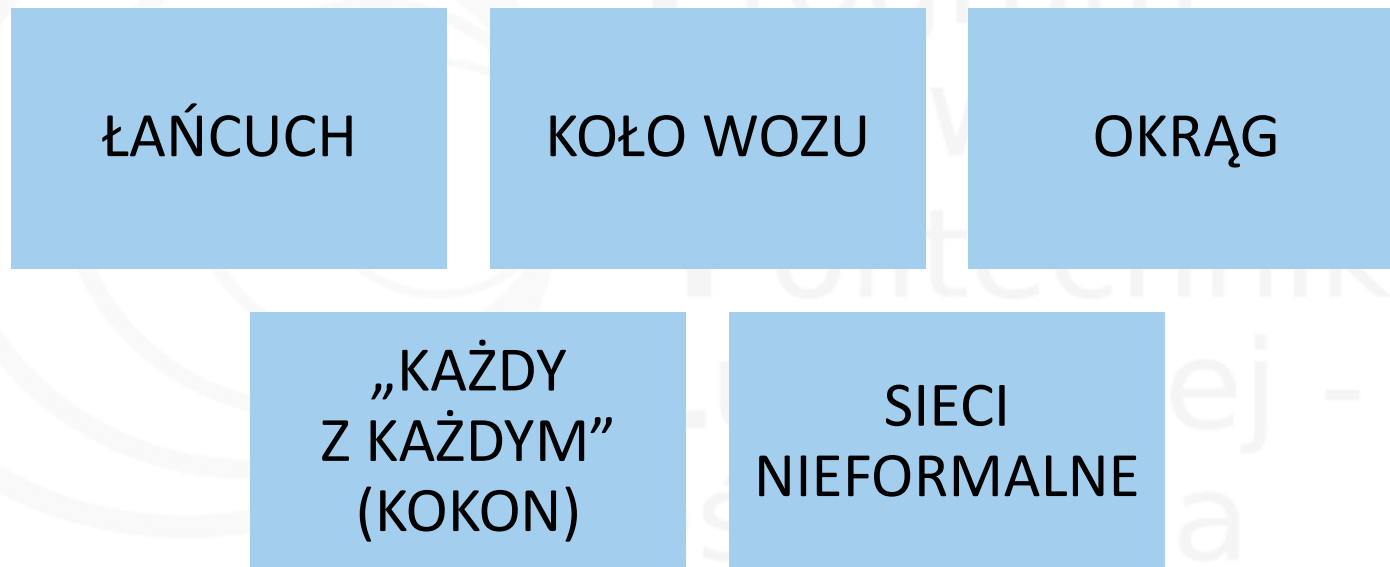 ŁAŃCUCH
KOŁO WOZU
OKRĄG
„KAŻDY
Z KAŻDYM”
(KOKON)
SIECI
NIEFORMALNE